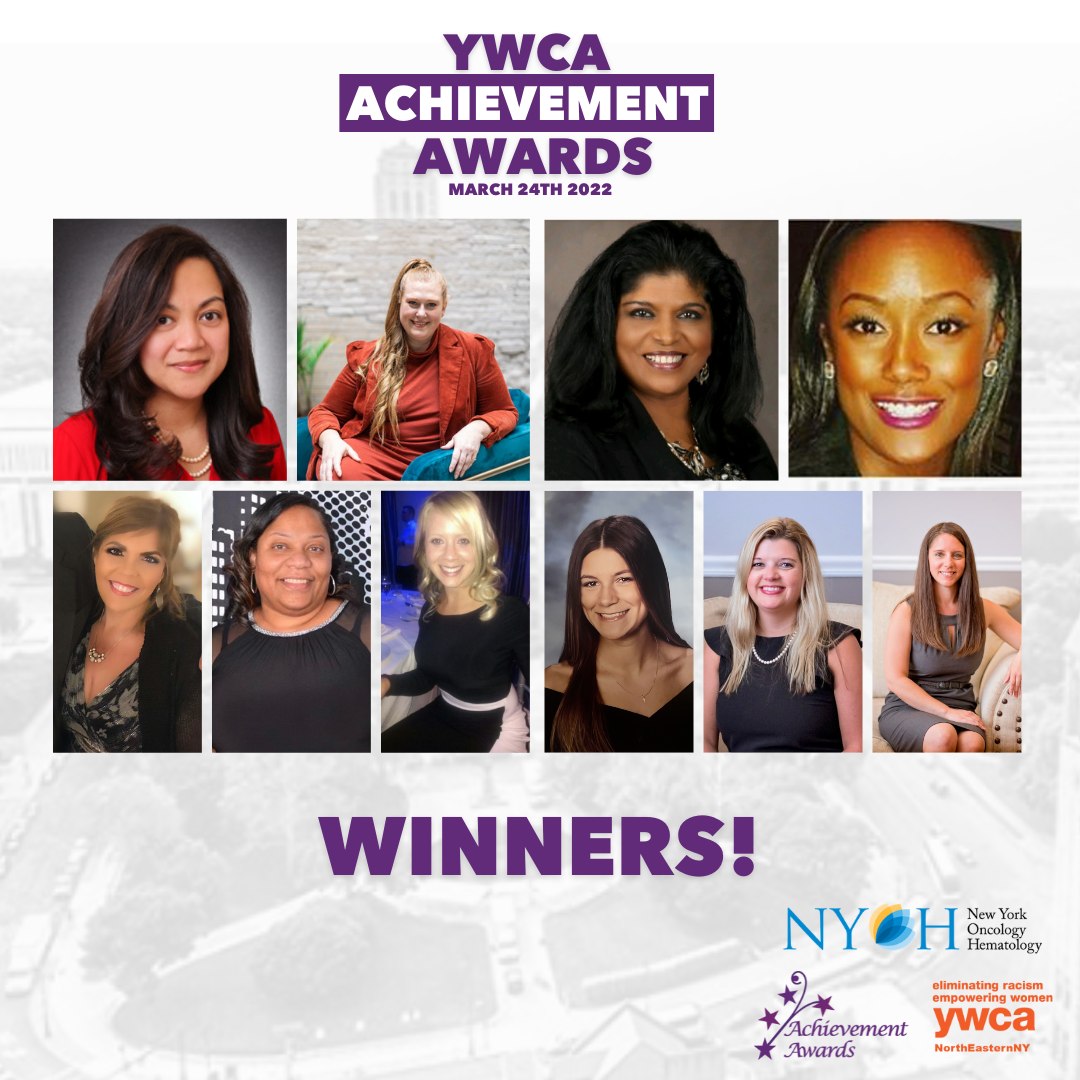 YWCA
ACHIEVEMENT
AWARDS
MARCH 24TH 2022
WINNERS!
NYOH
New York
Oncology
Hematology
Achievement
Awards
eliminating racism
empowering women
ywca
NorthEasternNY